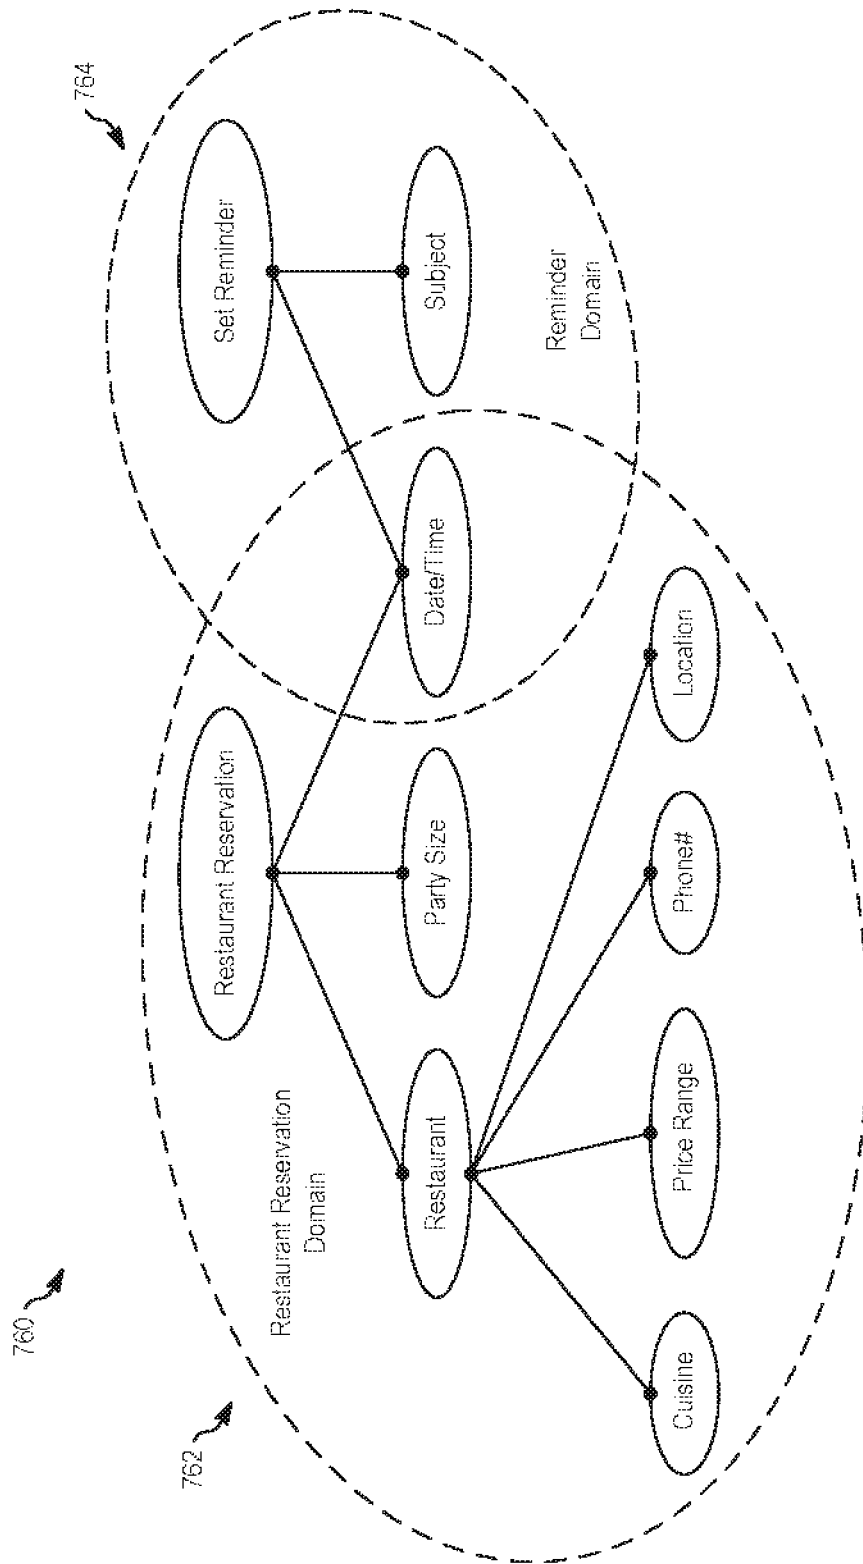 760
762
764
Restaurant Reservation
Domain
Restaurant Reservation
Set Reminder
Restaurant
Party Size
Date/Time
Subject
Reminder
Domain
Cuisine
Price Range
Phone#
Location